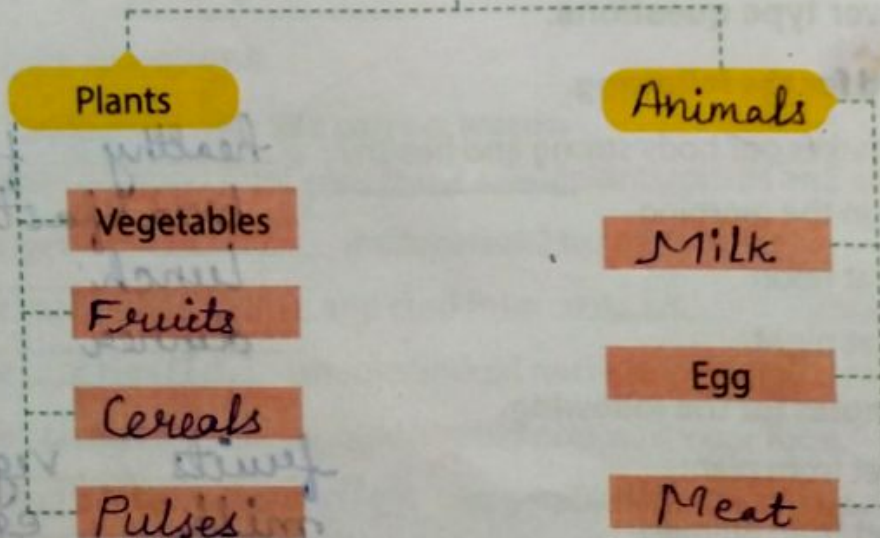 Plants
Animals
Vegetables
Milk
Fruits
Egg
Cereals
Meat
Pulses